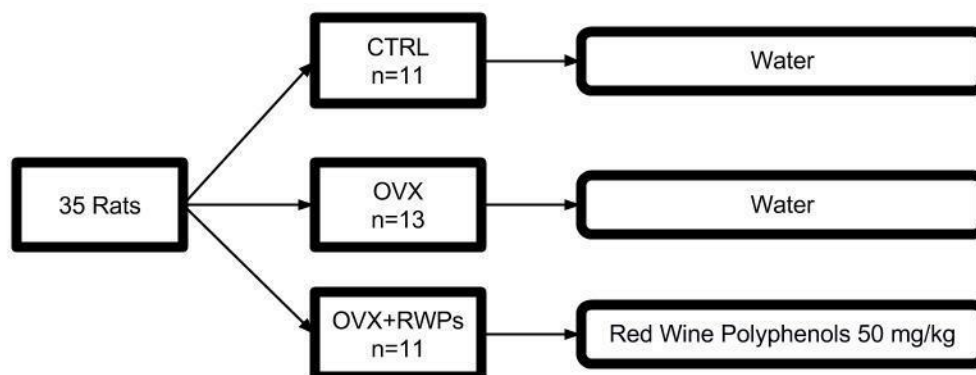 CTRL
n=11
Water
35 Rats
OVX
n=13
Water
OVX+RWPs
n=11
Red Wine Polyphenols 50 mg/kg